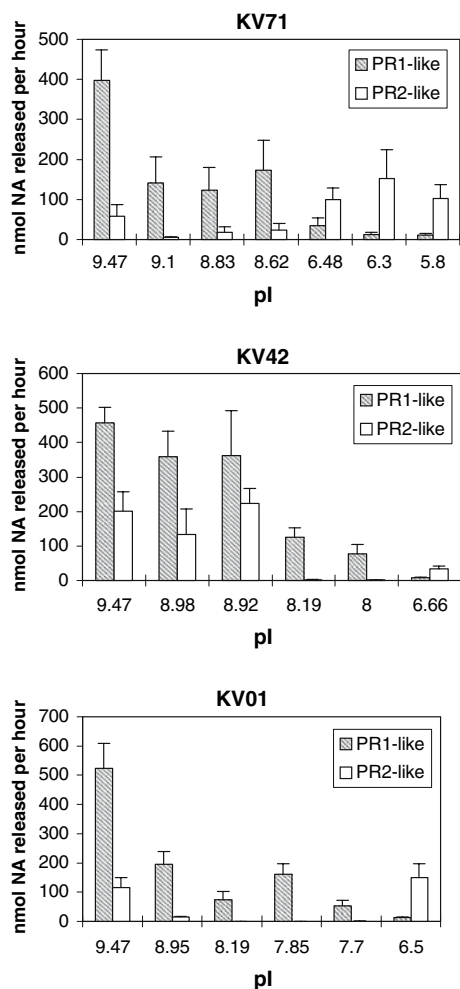 KV71
nmol NA released per hour
500
400
300
200
100
0
PR1-like
PR2-like
9.47 9.1 8.83 8.62 6.48 6.3 5.8
pI
KV42
nmol NA released per hour
600
500
400
300
200
100
0
PR1-like
PR2-like
9.47 8.98 8.92 8.19 8 6.66
pI
KV01
nmol NA released per hour
700
600
500
400
300
200
100
0
PR1-like
PR2-like
9.47 8.95 8.19 7.85 7.7 6.5
pI